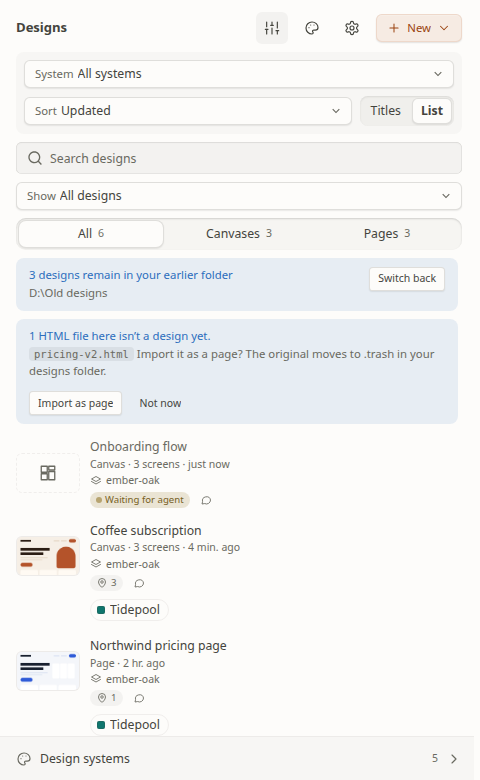 Designs
New
System All systems
Sort Updated
Titles
List
Search designs
Show All designs
All 6
Canvases 3
Pages 3
3 designs remain in your earlier folder
D:\Old designs
Switch back
1 HTML file here isn't a design yet.
pricing-v2.html Import it as a page? The original moves to .trash in your
designs folder.
Import as page
Not now
Onboarding flow
Canvas · 3 screens · just now
ember-oak
Waiting for agent
Coffee subscription
Canvas · 3 screens · 4 min. ago
ember-oak
3
Tidepool
Northwind pricing page
Page · 2 hr. ago
ember-oak
1
Tidepool
Design systems
5